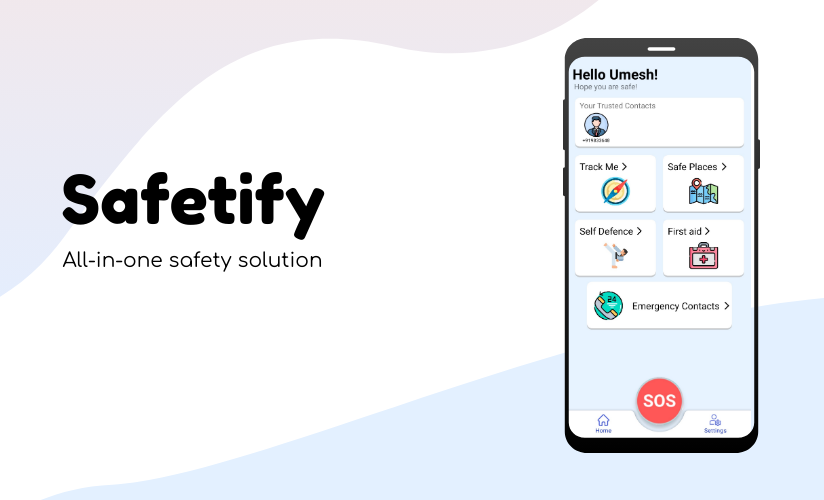 Safetify
All-in-one safety solution
Hello Umesh!
Hope you are safe!
Your Trusted Contacts
Track Me
Safe Places
Self Defence
First aid
24
Emergency Contacts
SOS
Home
Settings